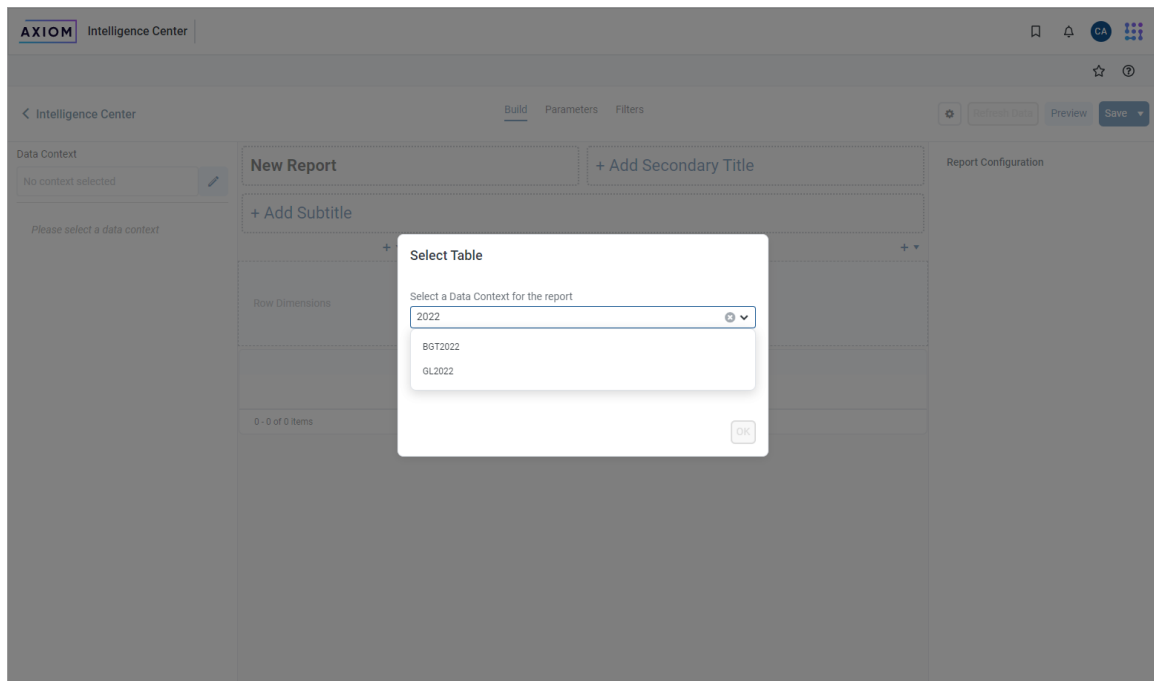 AXIOM Intelligence Center
CA
Intelligence Center
Build Parameters Filters
Refresh Data Preview Save
Data Context
No context selected
Please select a data context
New Report
+ Add Secondary Title
Report Configuration
+ Add Subtitle
Row Dimensions
0 - 0 of 0 items
Select Table
Select a Data Context for the report
2022
BGT2022
GL2022
OK